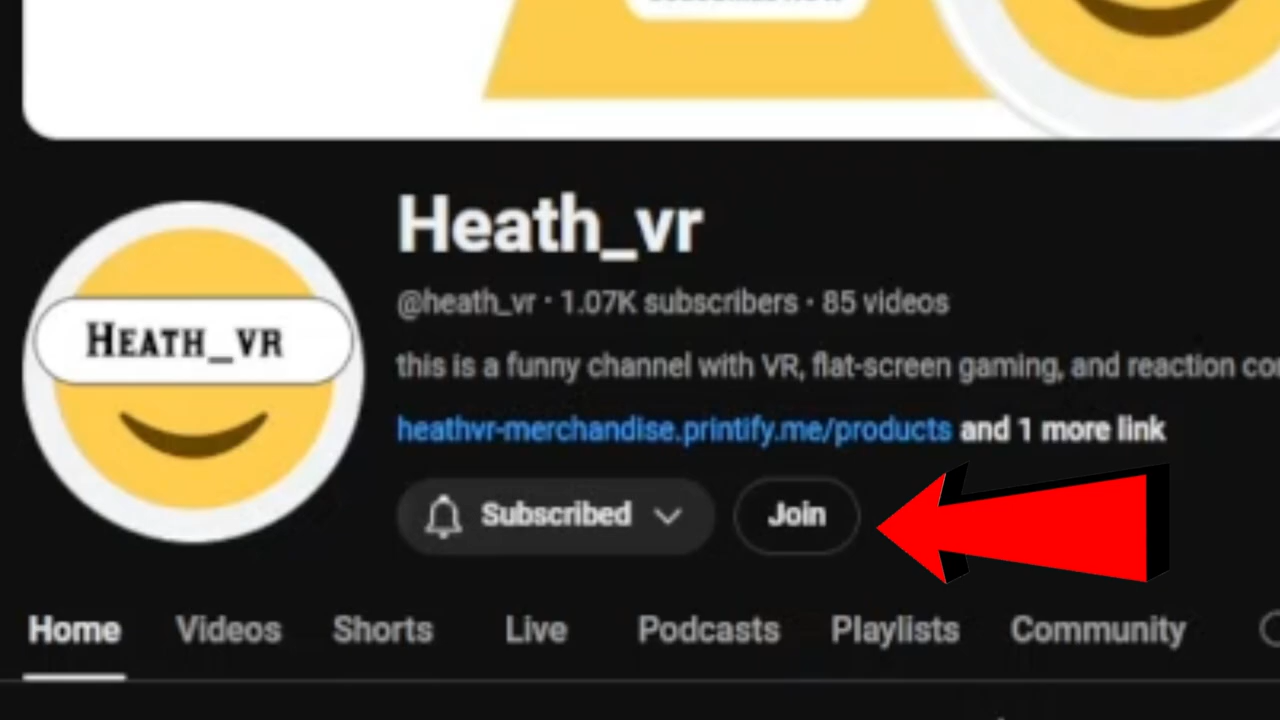 Heath_vr
HEATH_VR
@heath_vr · 1.07K subscribers · 85 videos
this is a funny channel with VR, flat-screen gaming, and reaction
heathvr-merchandise.printify.me/products and 1 more link
Subscribed
Join
Home Videos Shorts Live Podcasts Playlists Community